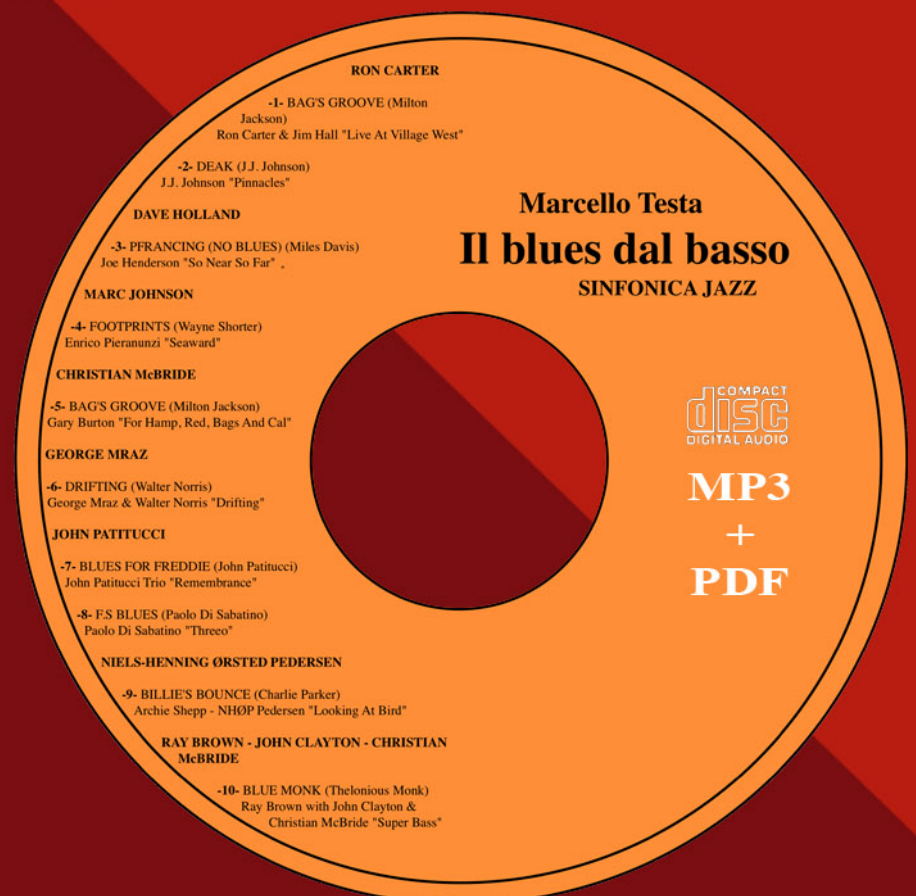 RON CARTER
-1- BAG'S GROOVE (Milton
Jackson)
Ron Carter & Jim Hall "Live At Village West"
-2- DEAK (J.J. Johnson)
J.J. Johnson "Pinnacles"
DAVE HOLLAND
-3- PFRANCING (NO BLUES) (Miles Davis)
Joe Henderson "So Near So Far" .
MARC JOHNSON
-4- FOOTPRINTS (Wayne Shorter)
Enrico Pieranunzi "Seaward"
CHRISTIAN McBRIDE
-5- BAG'S GROOVE (Milton Jackson)
Gary Burton "For Hamp, Red, Bags And Cal"
GEORGE MRAZ
-6- DRIFTING (Walter Norris)
George Mraz & Walter Norris "Drifting"
JOHN PATITUCCI
-7- BLUES FOR FREDDIE (John Patitucci)
John Patitucci Trio "Remembrance"
-8- F.S BLUES (Paolo Di Sabatino)
Paolo Di Sabatino "Threeo"
NIELS-HENNING ØRSTED PEDERSEN
-9- BILLIE'S BOUNCE (Charlie Parker)
Archie Shepp - NHØP Pedersen "Looking At Bird"
RAY BROWN - JOHN CLAYTON - CHRISTIAN
McBRIDE
-10- BLUE MONK (Thelonious Monk)
Ray Brown with John Clayton &
Christian McBride "Super Bass"
Marcello Testa
Il blues dal basso
SINFONICA JAZZ
COMPACT
disc
DIGITAL AUDIO
MP3
+
PDF